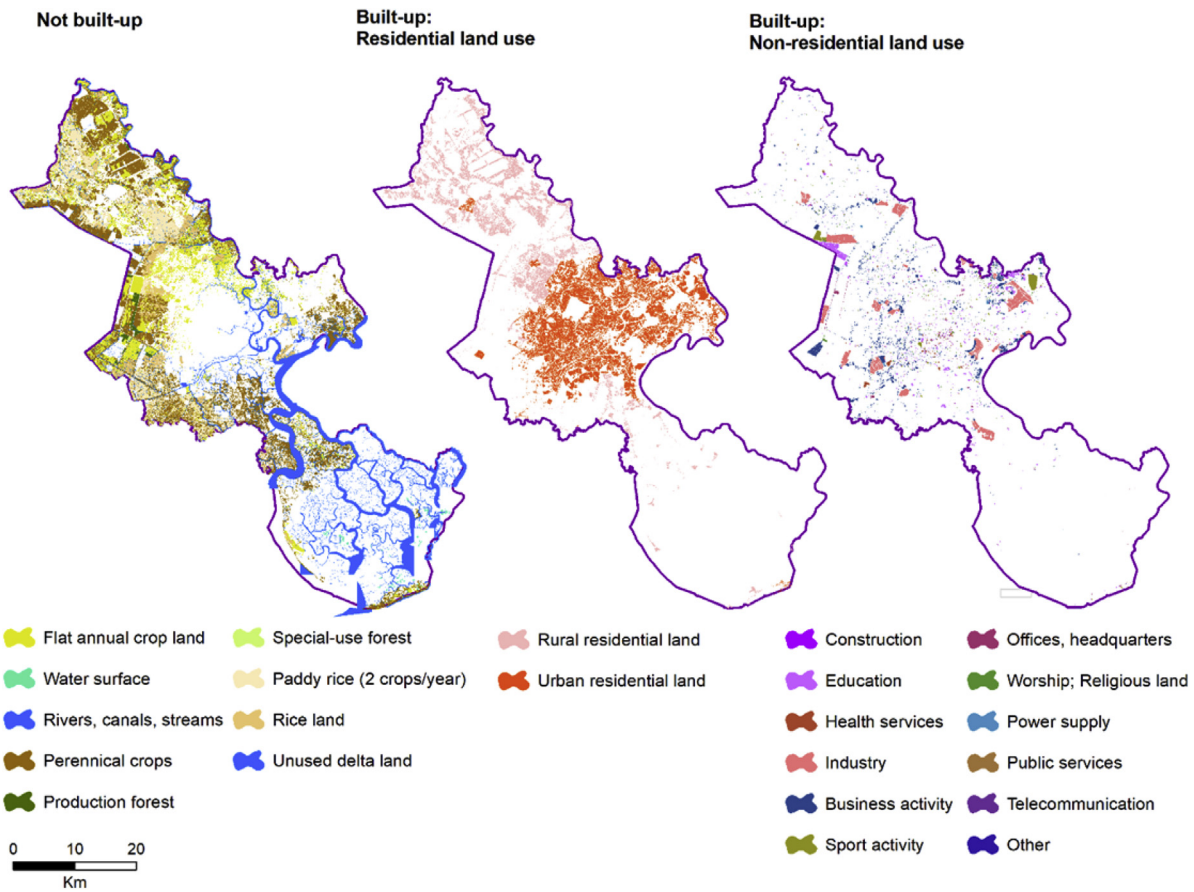 Not built-up
Built-up:
Residential land use
Built-up:
Non-residential land use
Flat annual crop land
Water surface
Rivers, canals, streams
Perennical crops
Production forest
Special-use forest
Paddy rice (2 crops/year)
Rice land
Unused delta land
Rural residential land
Urban residential land
Construction
Education
Health services
Industry
Business activity
Sport activity
Offices, headquarters
Worship; Religious land
Power supply
Public services
Telecommunication
Other
0 10 20
Km